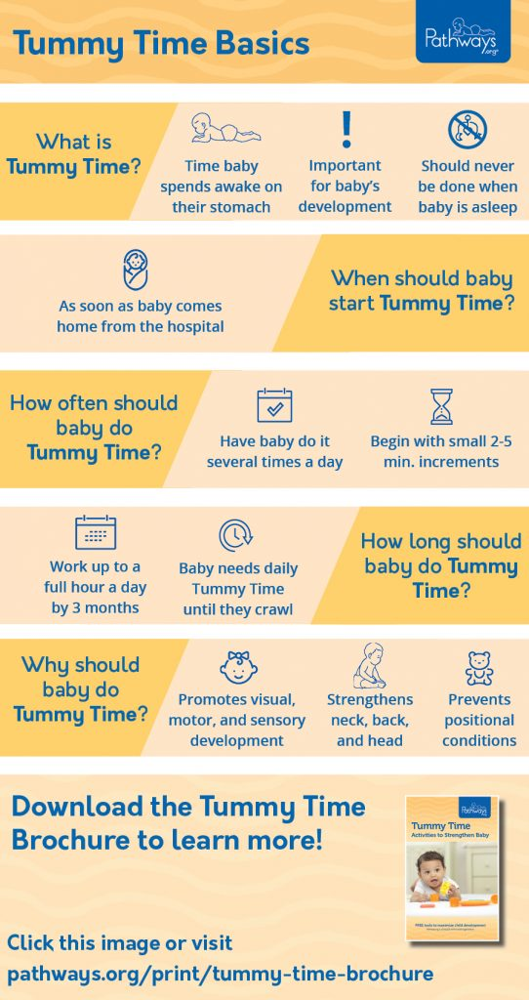 Tummy Time Basics
Pathways
.org®
What is
Tummy Time?
Time baby
spends awake on
their stomach
!
Important
for baby's
development
Should never
be done when
baby is asleep
As soon as baby comes
home from the hospital
When should baby
start Tummy Time?
How often should
baby do
Tummy Time?
Have baby do it
several times a day
Begin with small 2-5
min. increments
Work up to a
full hour a day
by 3 months
Baby needs daily
Tummy Time
until they crawl
How long should
baby do Tummy
Time?
Why should
baby do
Tummy Time?
Promotes visual,
motor, and sensory
development
Strengthens
neck, back,
and head
Prevents
positional
conditions
Download the Tummy Time
Brochure to learn more!
Pathways
.org
Tummy Time
Activities to Strengthen Baby
FREE tools to maximize child development
Click this image or visit
pathways.org/print/tummy-time-brochure